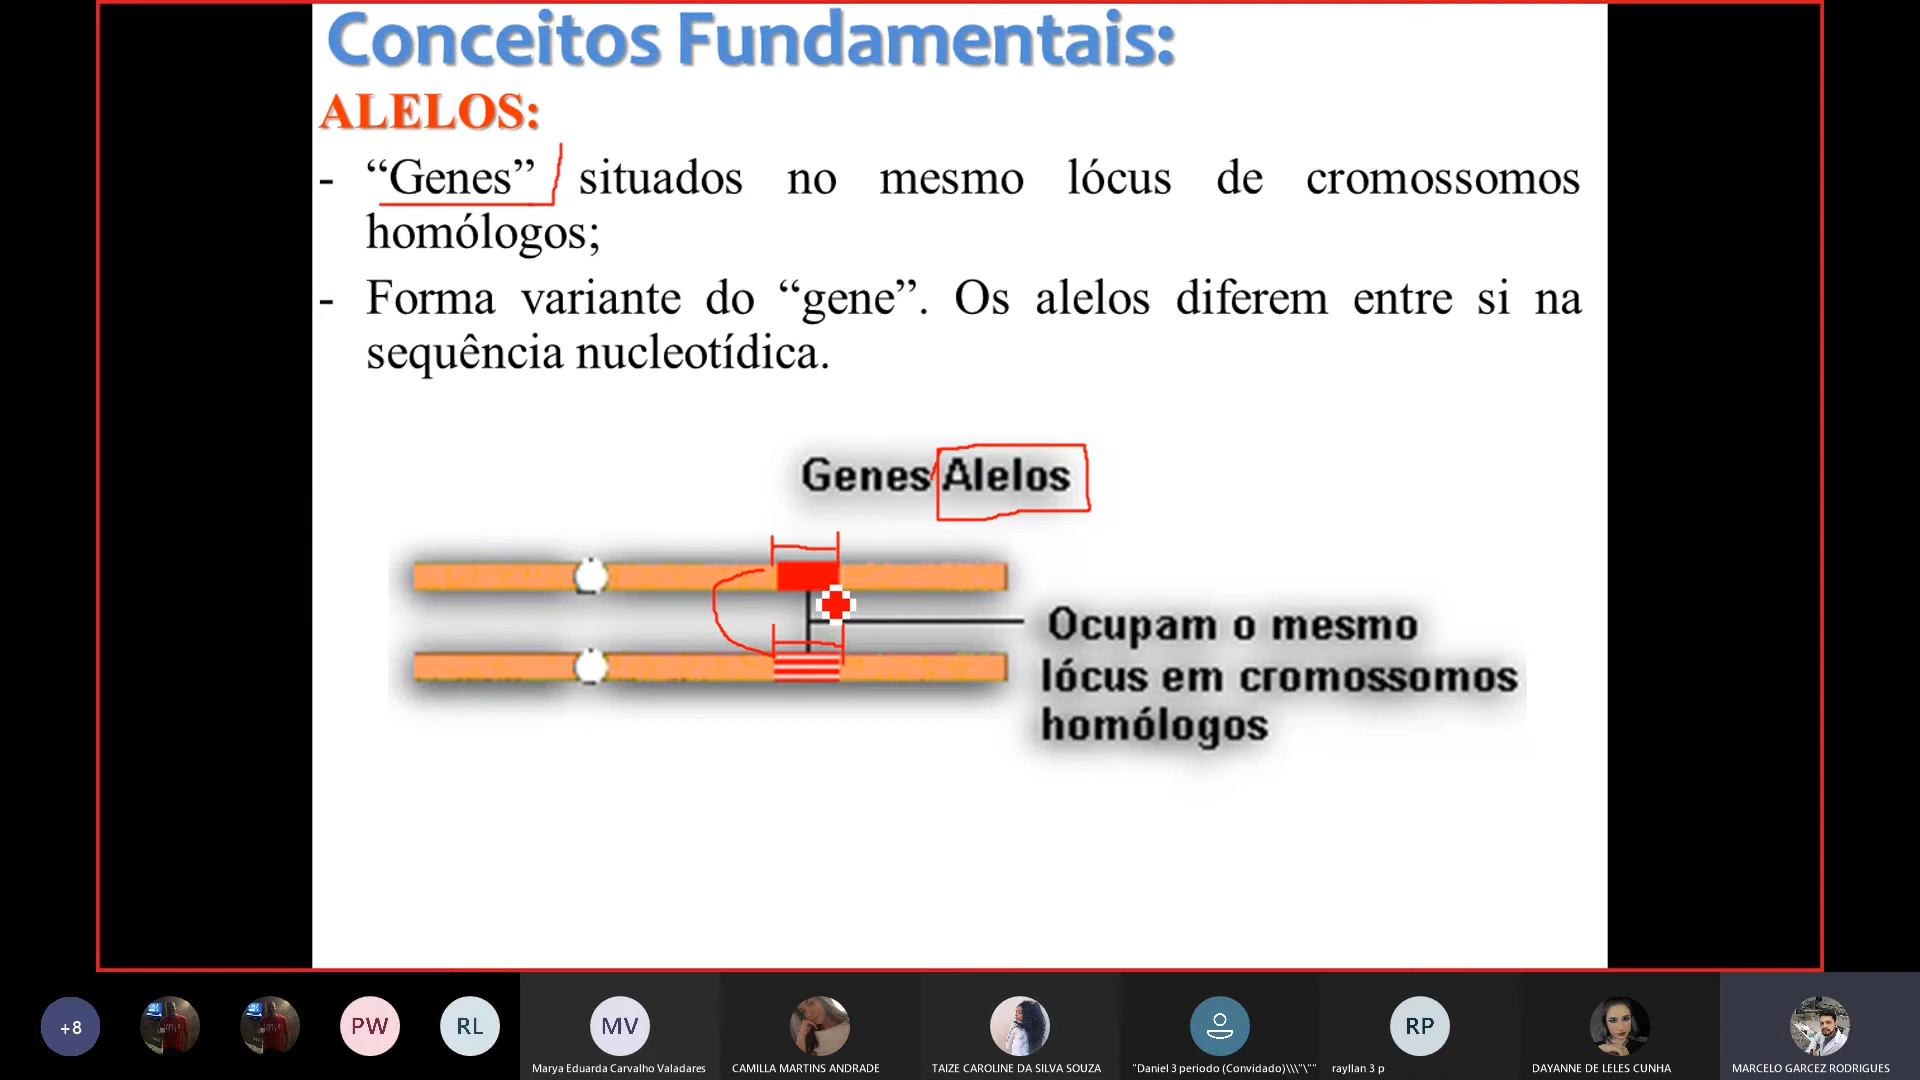 Conceitos Fundamentais:
ALELOS:
- “Genes” situados no mesmo lócus de cromossomos
homólogos;
- Forma variante do “gene”. Os alelos diferem entre si na
sequência nucleotídica.
Genes Alelos
Ocupam o mesmo
lócus em cromossomos
homólogos
+8
PW
RL
MV
RP
Marya Eduarda Carvalho Valadares
CAMILLA MARTINS ANDRADE
TAIZE CAROLINE DA SILVA SOUZA
"Daniel 3 periodo (Convidado)\\\"\""
rayllan 3 p
DAYANNE DE LELES CUNHA
MARCELO GARCEZ RODRIGUES